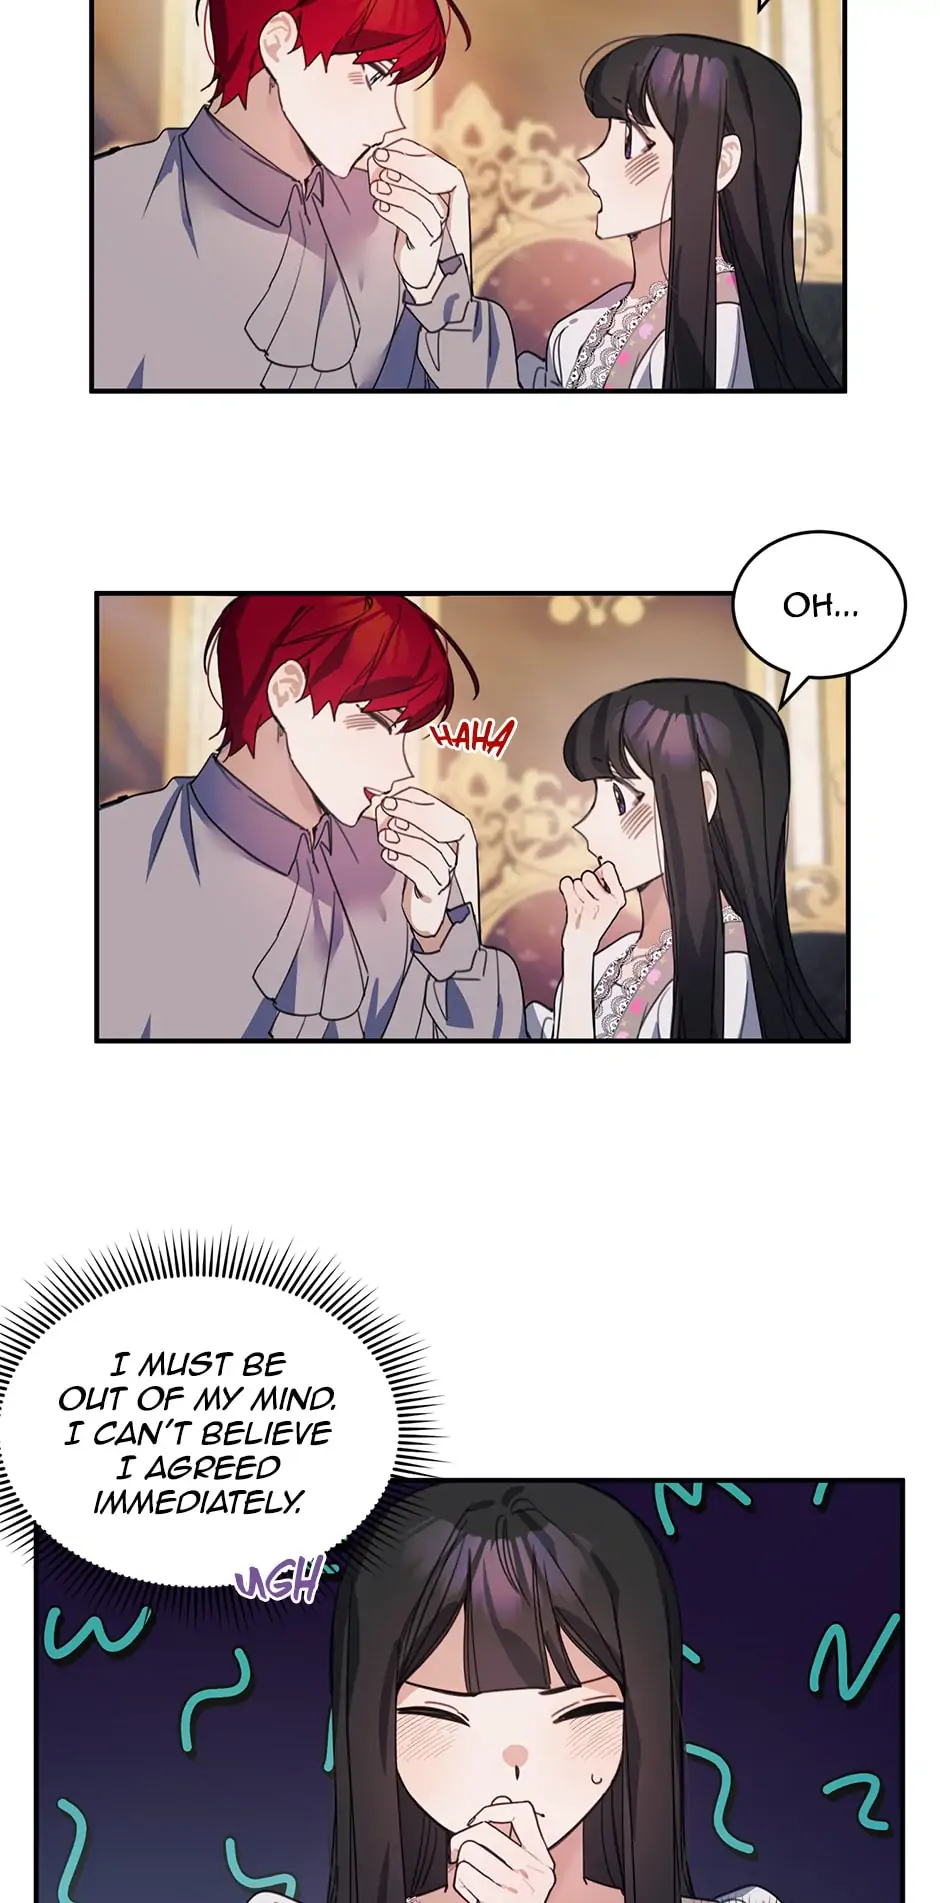 OH...
HAHA
I MUST BE
OUT OF MY MIND.
I CAN'T BELIEVE
I AGREED
IMMEDIATELY.
UGH